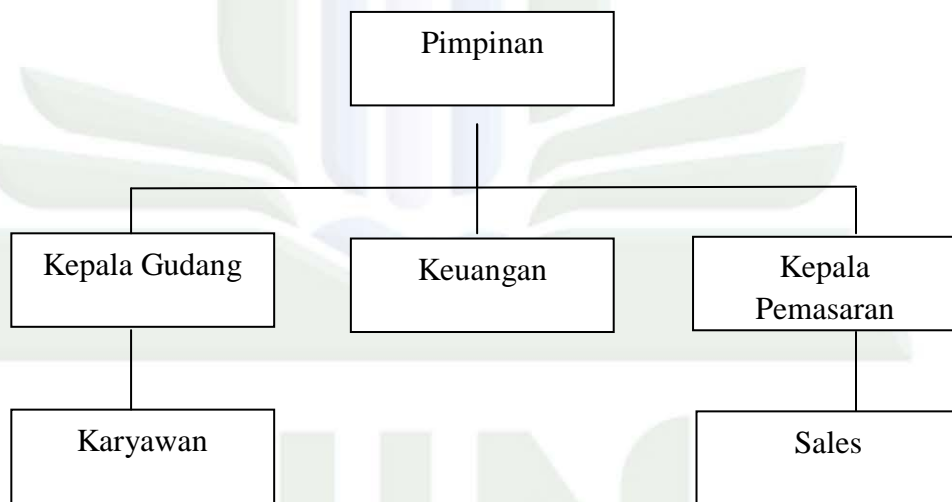 Pimpinan
Kepala Gudang
Keuangan
Kepala
Pemasaran
Karyawan
Sales